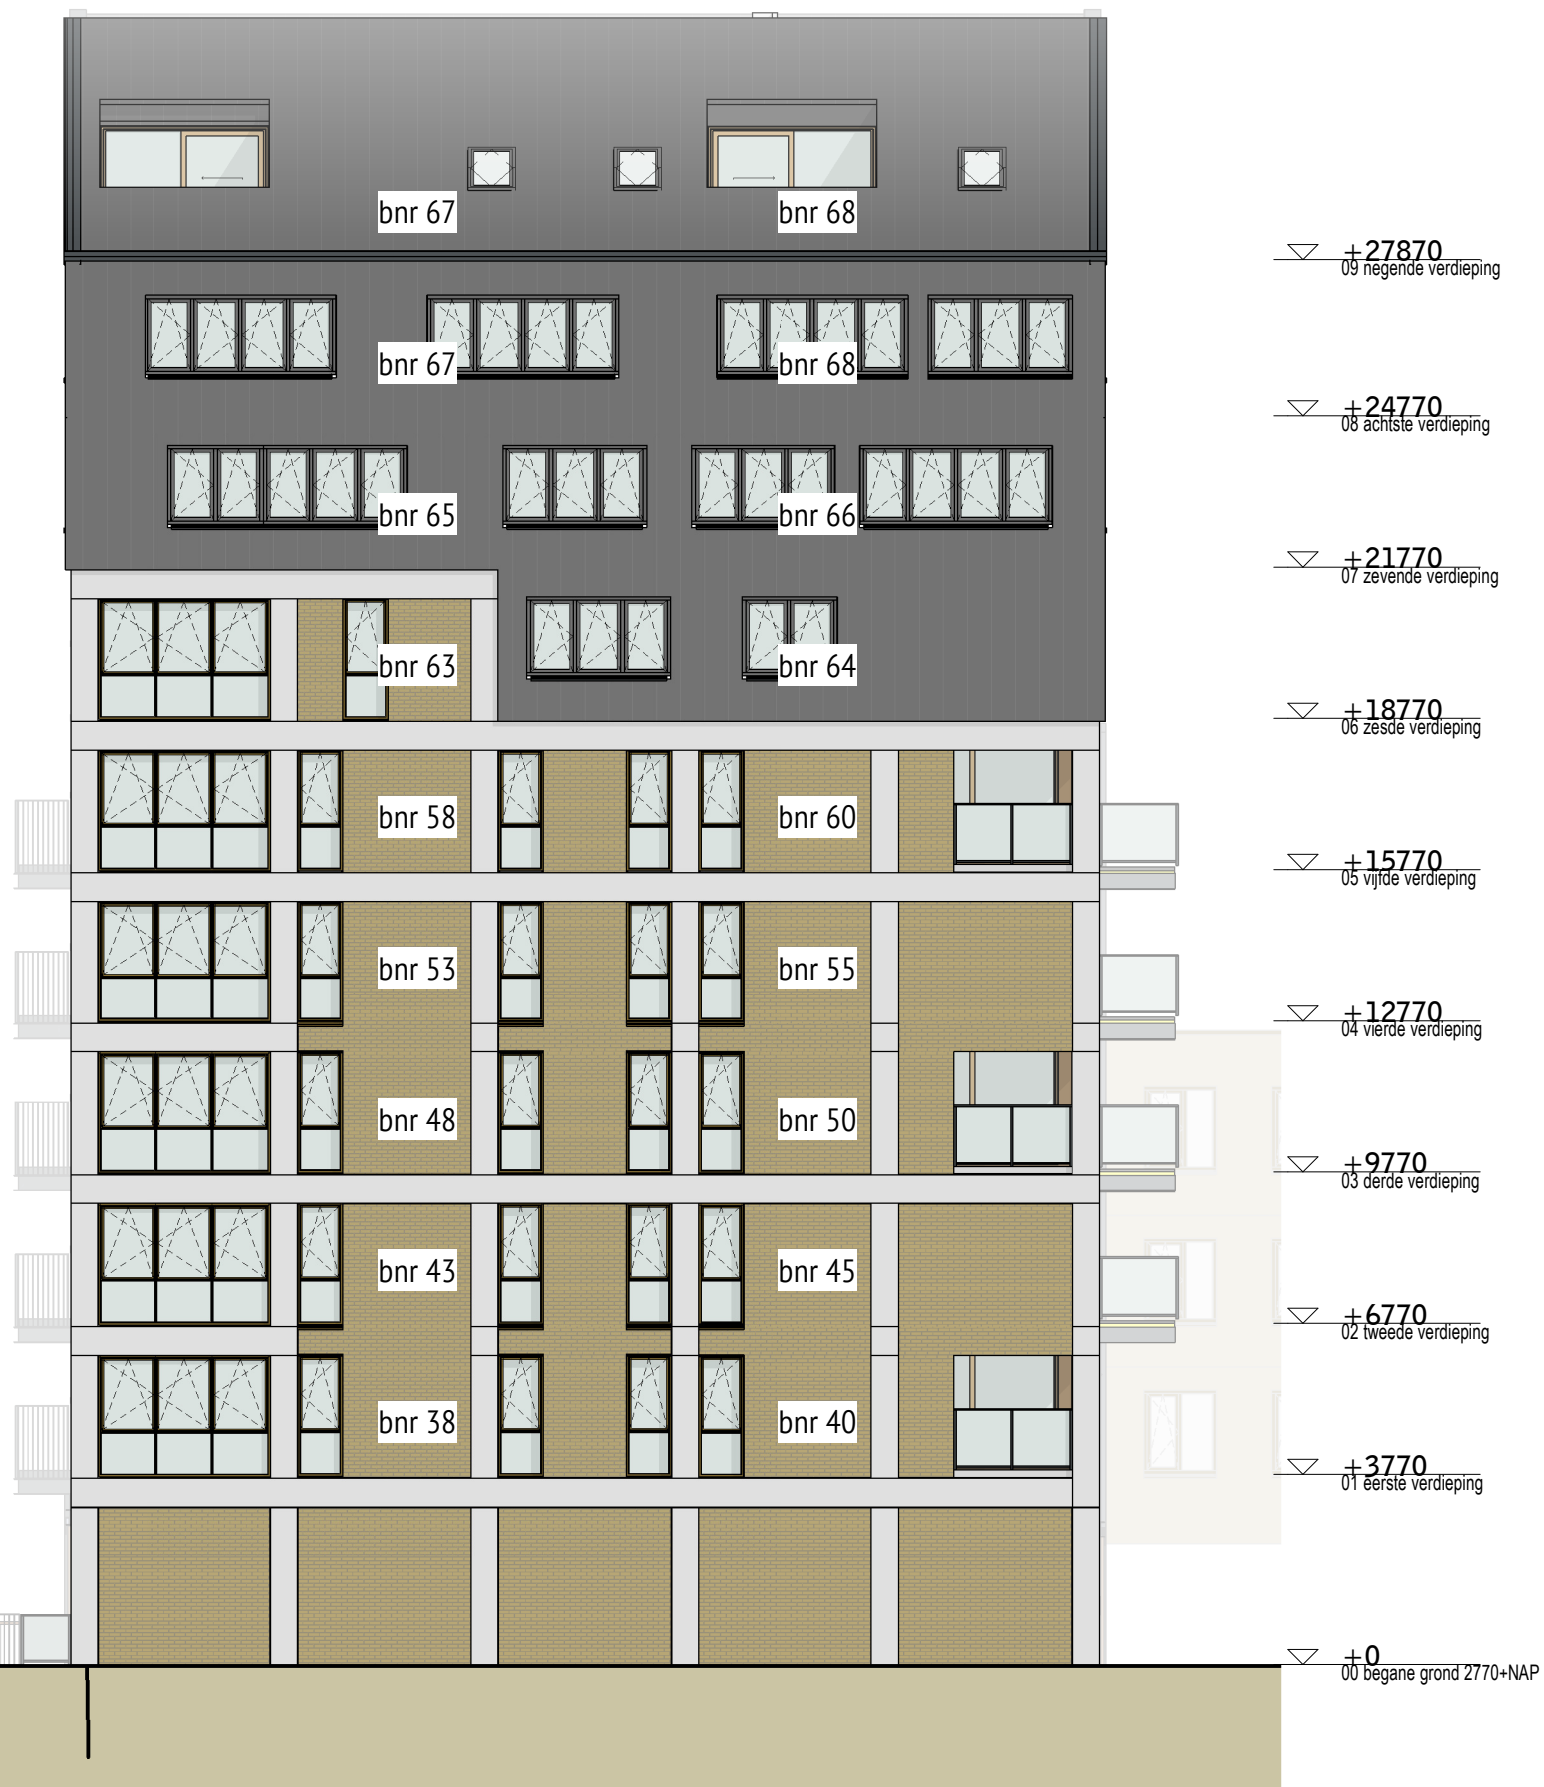 bnr 67
bnr 68
+27870
09 negende verdieping
bnr 67
bnr 68
+24770
08 achtste verdieping
bnr 65
bnr 66
+21770
07 zevende verdieping
bnr 63
bnr 64
+18770
06 zesde verdieping
bnr 58
bnr 60
+15770
05 vijfde verdieping
bnr 53
bnr 55
+12770
04 vierde verdieping
bnr 48
bnr 50
+9770
03 derde verdieping
bnr 43
bnr 45
+6770
02 tweede verdieping
bnr 38
bnr 40
+3770
01 eerste verdieping
+0
00 begane grond 2770+NAP